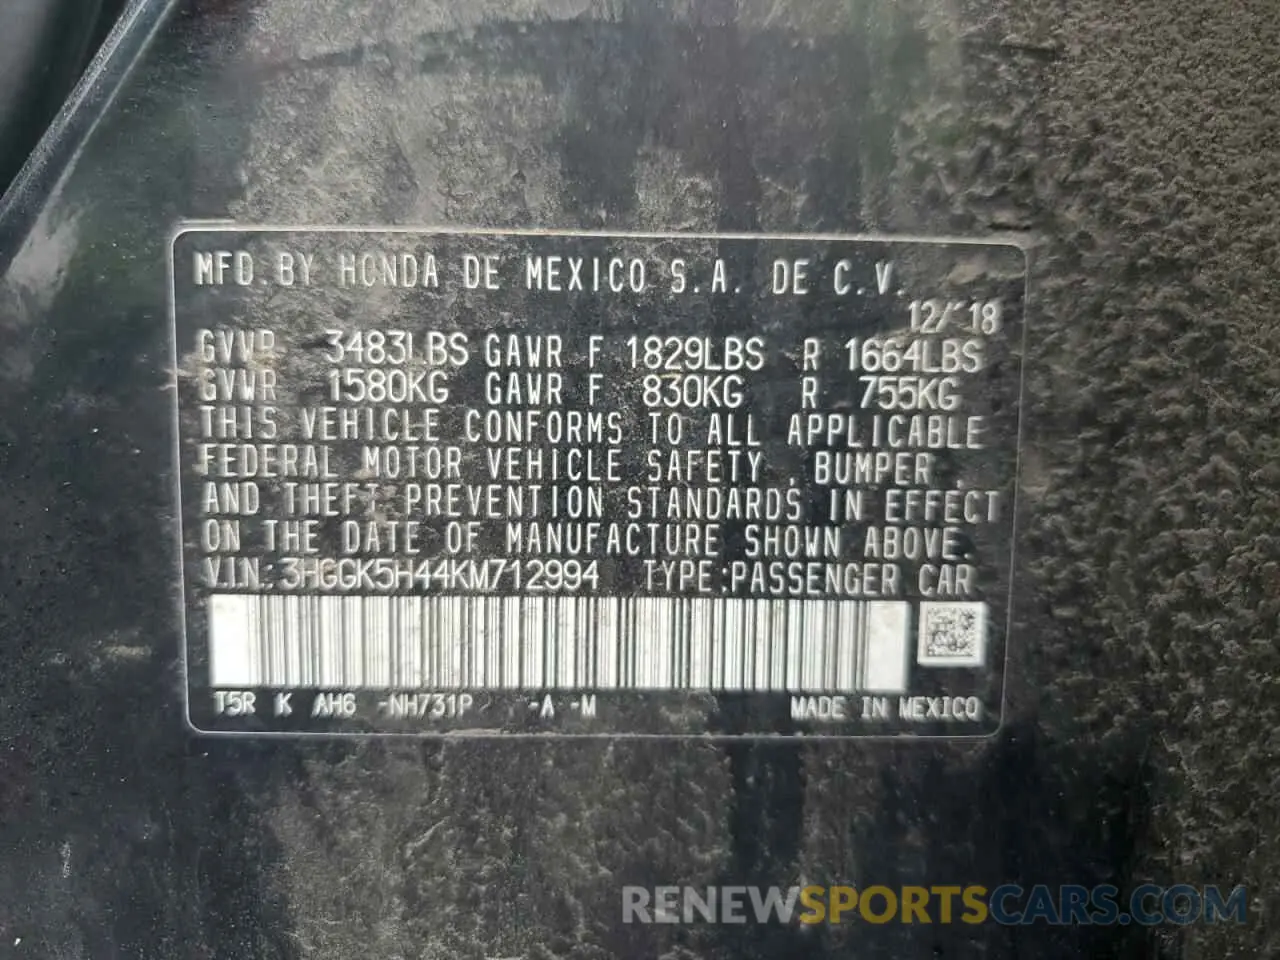 MFD. BY HONDA DE MEXICO S.A. DE C.V.
12/'18
GVWR 3483LBS GAWR F 1829LBS R 1664LBS
GVWR 1580KG GAWR F 830KG R 755KG
THIS VEHICLE CONFORMS TO ALL APPLICABLE
FEDERAL MOTOR VEHICLE SAFETY, BUMPER,
AND THEFT PREVENTION STANDARDS IN EFFECT
ON THE DATE OF MANUFACTURE SHOWN ABOVE.
V.I.N.: 3HGGK5H44KM712994 TYPE:PASSENGER CAR
T5R K AH6 -NH731P -A -M MADE IN MEXICO
RENEWSPORTSCARS.COM